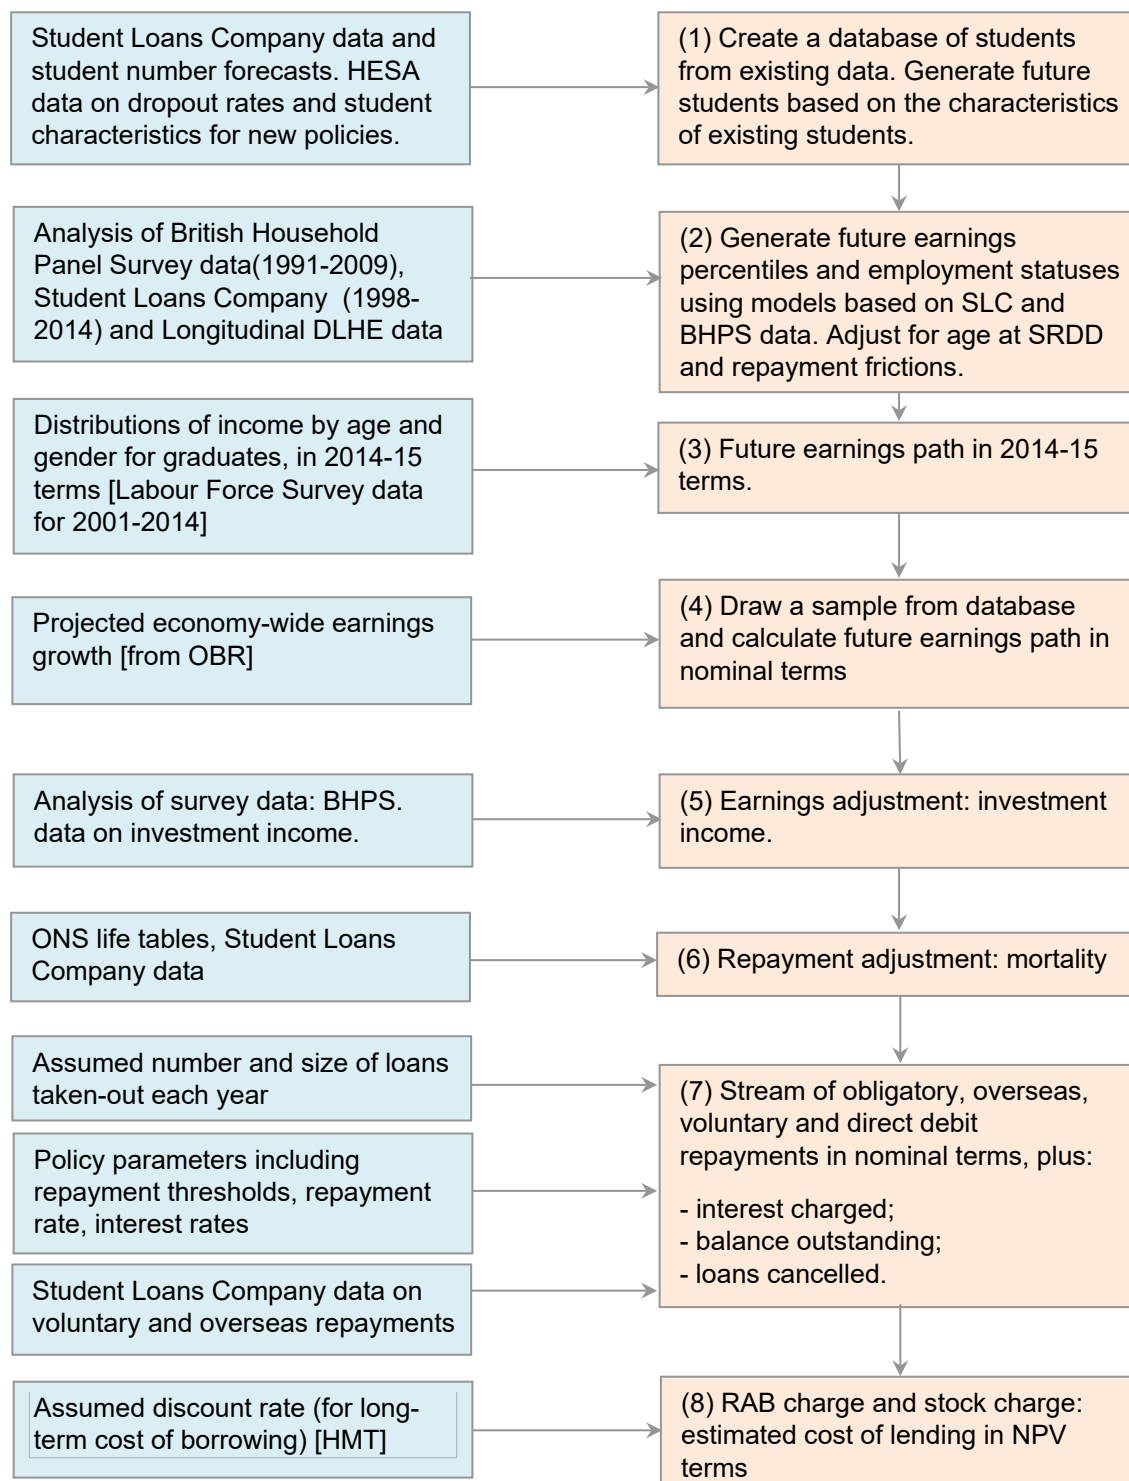 Student Loans Company data and
student number forecasts. HESA
data on dropout rates and student
characteristics for new policies.
(1) Create a database of students
from existing data. Generate future
students based on the characteristics
of existing students.
Analysis of British Household
Panel Survey data(1991-2009),
Student Loans Company (1998-
2014) and Longitudinal DLHE data
(2) Generate future earnings
percentiles and employment statuses
using models based on SLC and
BHPS data. Adjust for age at SRDD
and repayment frictions.
Distributions of income by age and
gender for graduates, in 2014-15
terms [Labour Force Survey data
for 2001-2014]
(3) Future earnings path in 2014-15
terms.
Projected economy-wide earnings
growth [from OBR]
(4) Draw a sample from database
and calculate future earnings path in
nominal terms
Analysis of survey data: BHPS.
data on investment income.
(5) Earnings adjustment: investment
income.
ONS life tables, Student Loans
Company data
(6) Repayment adjustment: mortality
Assumed number and size of loans
taken-out each year
Policy parameters including
repayment thresholds, repayment
rate, interest rates
Student Loans Company data on
voluntary and overseas repayments
(7) Stream of obligatory, overseas,
voluntary and direct debit
repayments in nominal terms, plus:
- interest charged;
- balance outstanding;
- loans cancelled.
Assumed discount rate (for long-
term cost of borrowing) [HMT]
(8) RAB charge and stock charge:
estimated cost of lending in NPV
terms